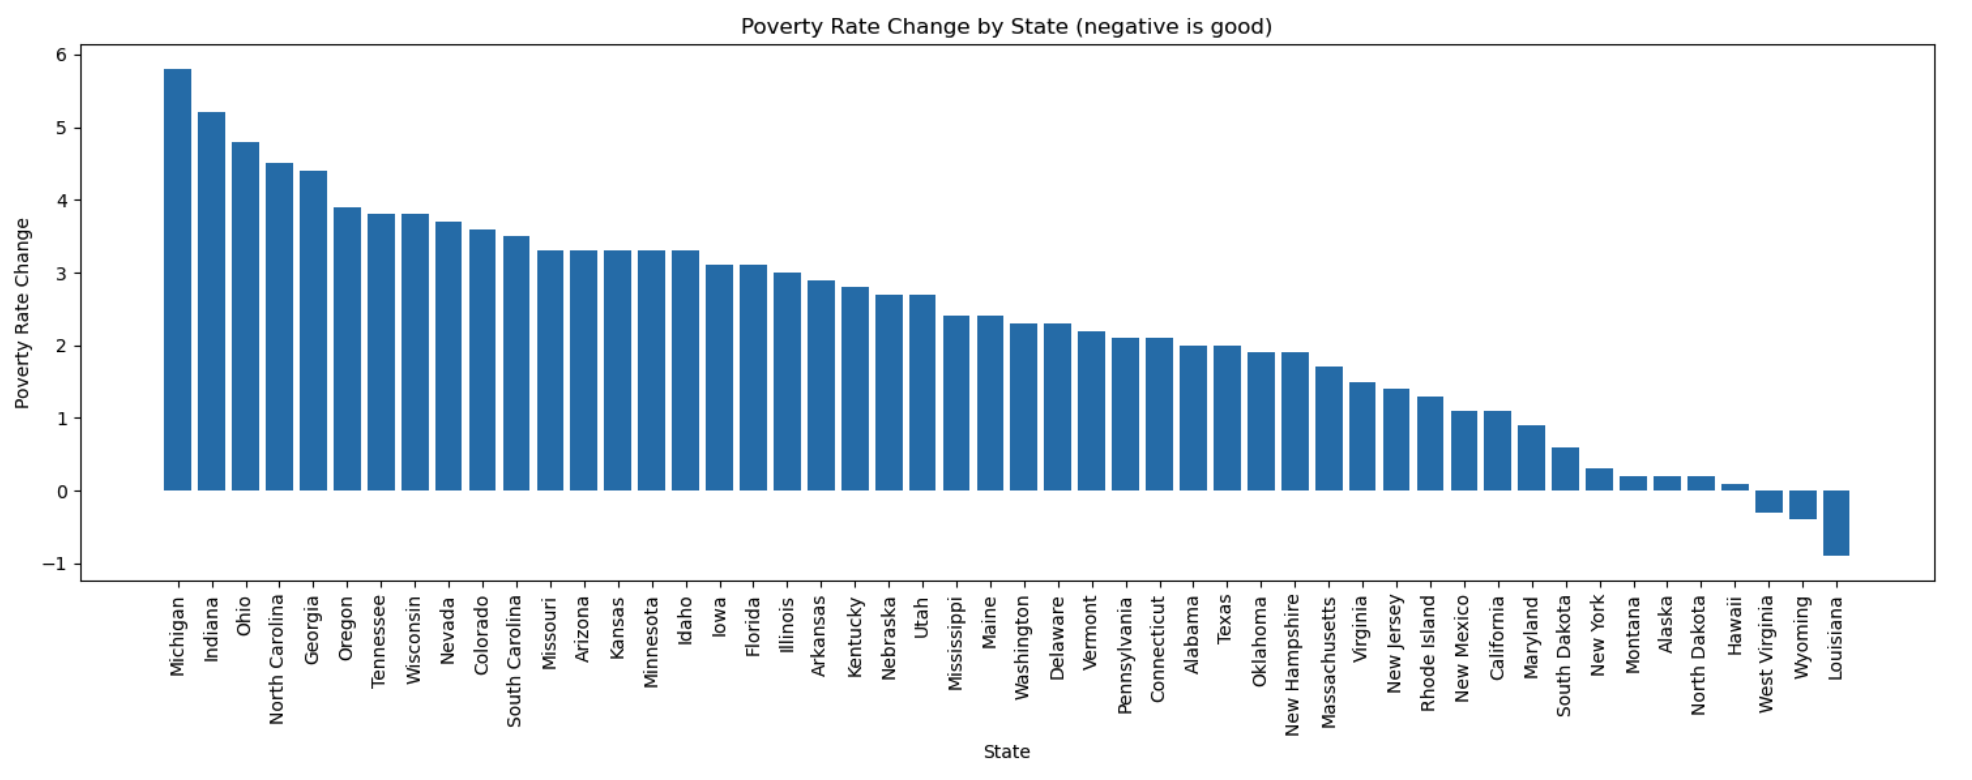 Poverty Rate Change by State (negative is good)
Poverty Rate Change
6
5
4
3
2
1
0
−1
Michigan
Indiana
Ohio
North Carolina
Georgia
Oregon
Tennessee
Wisconsin
Nevada
Colorado
South Carolina
Missouri
Arizona
Kansas
Minnesota
Idaho
Iowa
Florida
Illinois
Arkansas
Kentucky
Nebraska
Utah
Mississippi
Maine
Washington
Delaware
Vermont
Pennsylvania
Connecticut
Alabama
Texas
Oklahoma
New Hampshire
Massachusetts
Virginia
New Jersey
Rhode Island
New Mexico
California
Maryland
South Dakota
New York
Montana
Alaska
North Dakota
Hawaii
West Virginia
Wyoming
Louisiana
State